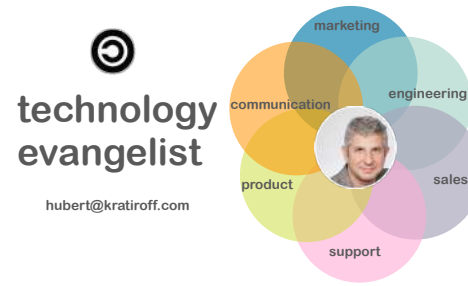 technology
evangelist
hubert@kratiroff.com
marketing
communication
engineering
product
sales
support